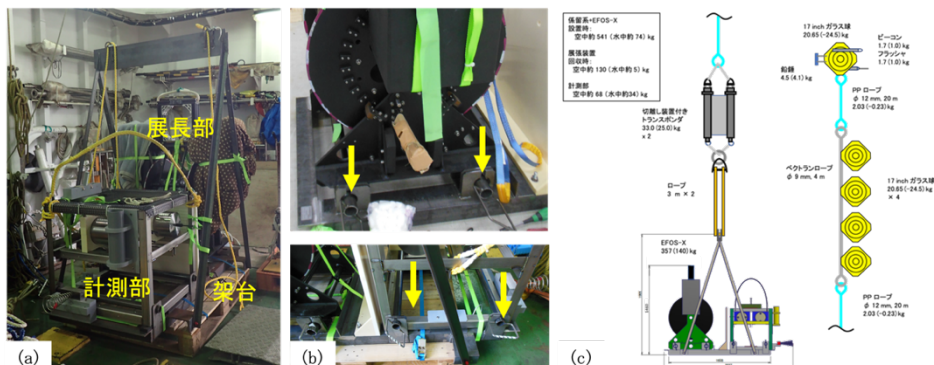 展長部
計測部
架台
(a)
(b)
係留系+EFOS-X
設置時：
空中約 541 (水中約 74) kg
展張装置
回収時：
空中約 130 (水中約 5) kg
計測部
空中約 68 (水中約34) kg
切離し装置付き
トランスポンダ
33.0 (25.0) kg
x 2
ロープ
3 m × 2
EFOS-X
357 (140) kg
(c)
17 inch ガラス球
20.65 (-24.5) kg
ビーコン
1.7 (1.0) kg
フラッシャ
1.7 (1.0) kg
鉛錘
4.5 (4.1) kg
PP ロープ
φ 12 mm, 20 m
2.03 (-0.23) kg
ベクトランロープ
φ 9 mm, 4 m
17 inch ガラス球
20.65 (-24.5) kg
× 4
PP ロープ
φ 12 mm, 20 m
2.03 (-0.23) kg